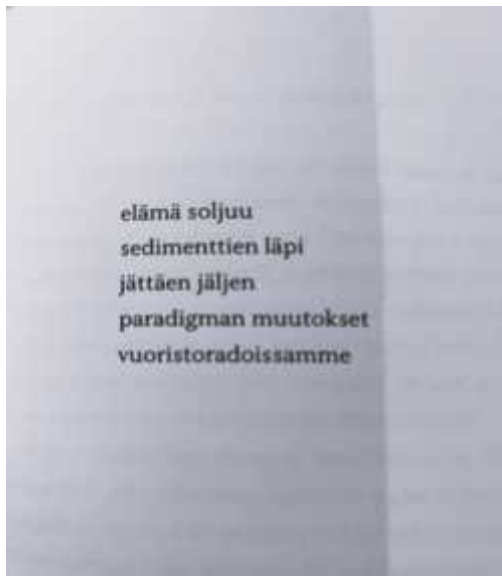 elämä soljuu
sedimenttien läpi
jättäen jäljen
paradigman muutokset
vuoristoradoissamme